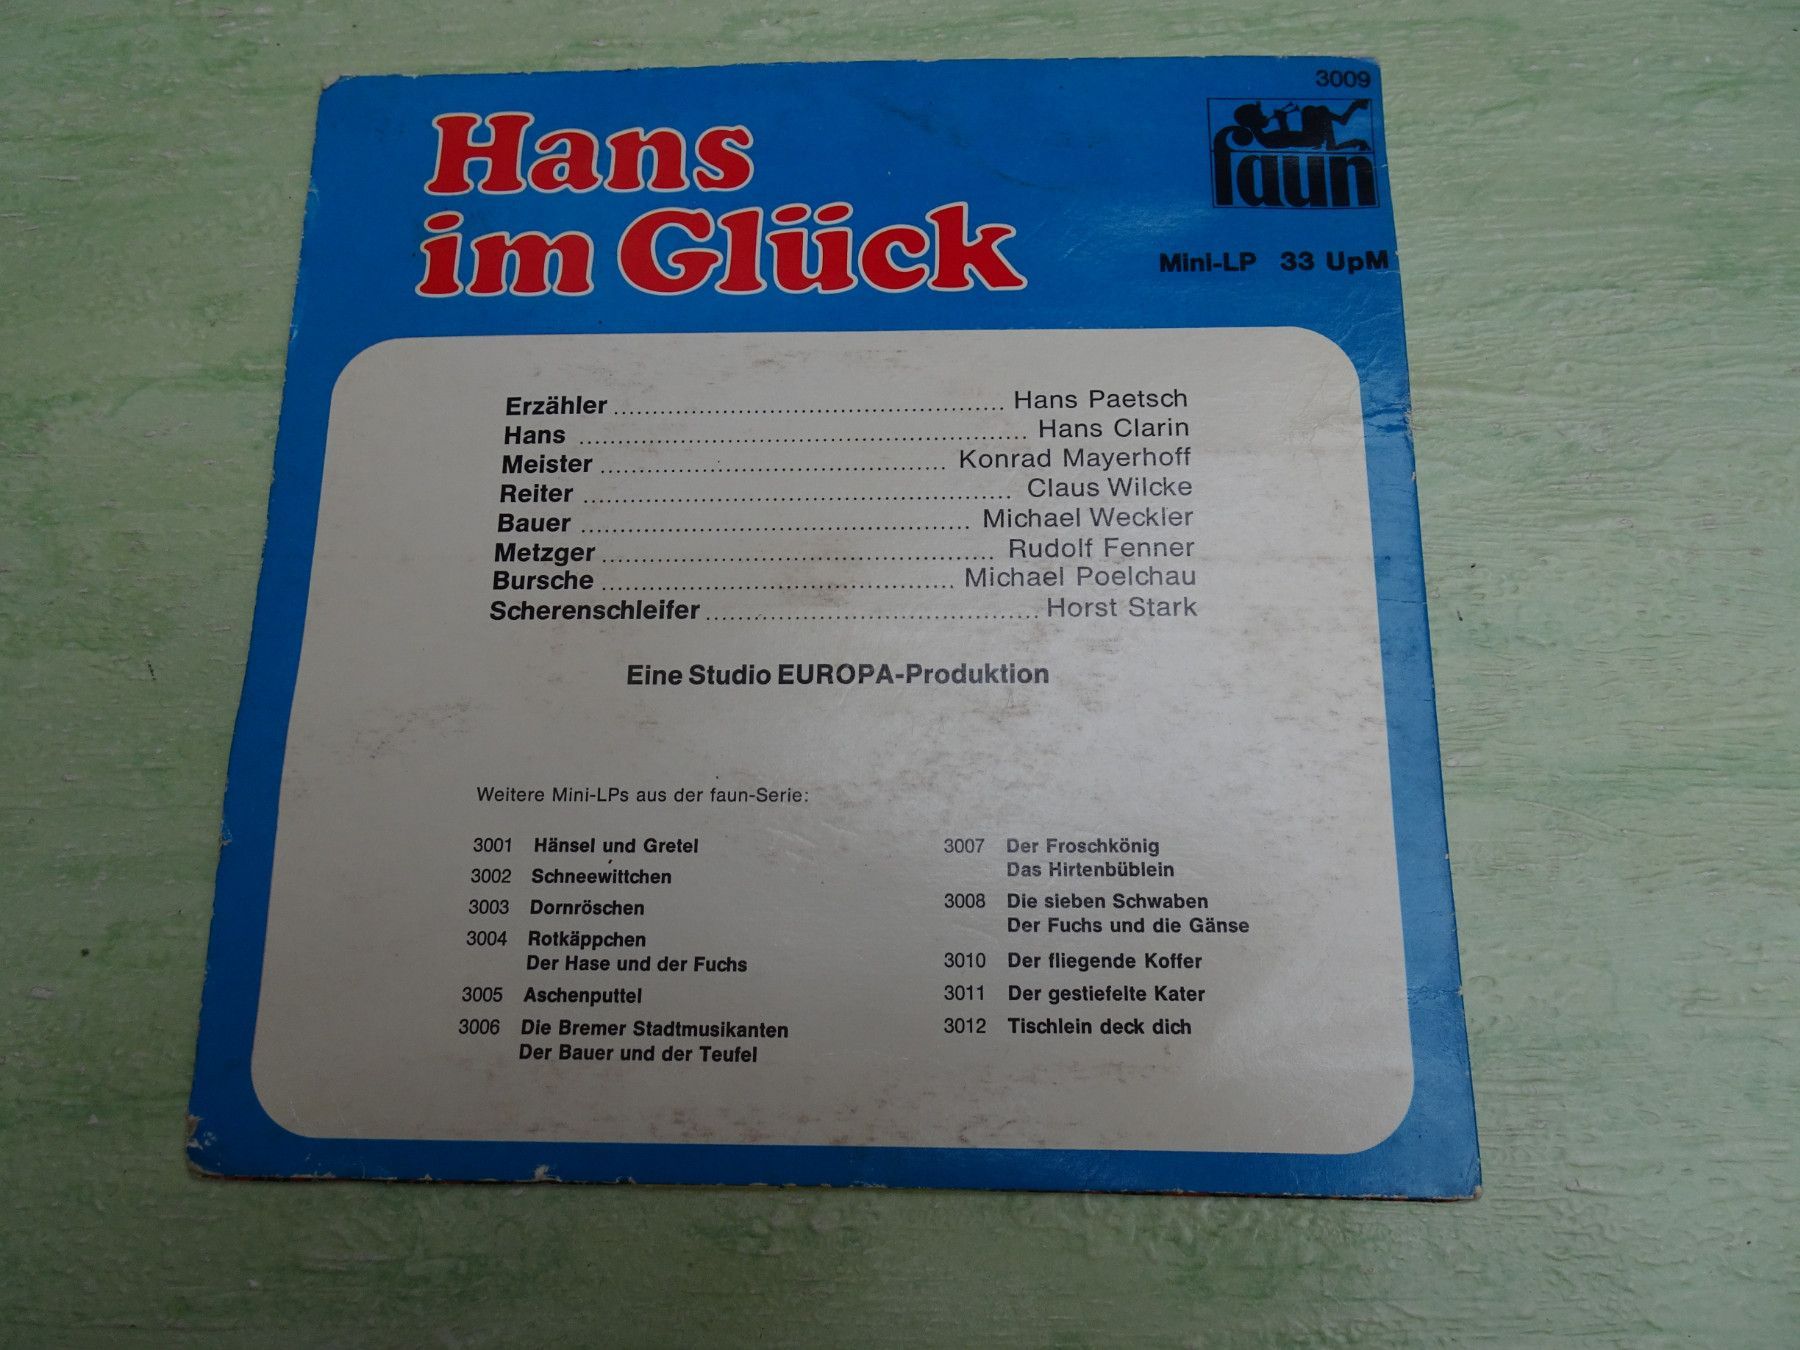 3009
faun
Hans
im Glück
Mini-LP 33 UpM
Erzähler ........ Hans Paetsch
Hans ........ Hans Clarin
Meister ........ Konrad Mayerhoff
Reiter ........ Claus Wilcke
Bauer ........ Michael Weckler
Metzger ........ Rudolf Fenner
Bursche ........ Michael Poelchau
Scherenschleifer ........ Horst Stark
Eine Studio EUROPA-Produktion
Weitere Mini-LPs aus der faun-Serie:
3001 Hänsel und Gretel
3002 Schneewittchen
3003 Dornröschen
3004 Rotkäppchen
Der Hase und der Fuchs
3005 Aschenputtel
3006 Die Bremer Stadtmusikanten
Der Bauer und der Teufel
3007 Der Froschkönig
Das Hirtenbüblein
3008 Die sieben Schwaben
Der Fuchs und die Gänse
3010 Der fliegende Koffer
3011 Der gestiefelte Kater
3012 Tischlein deck dich